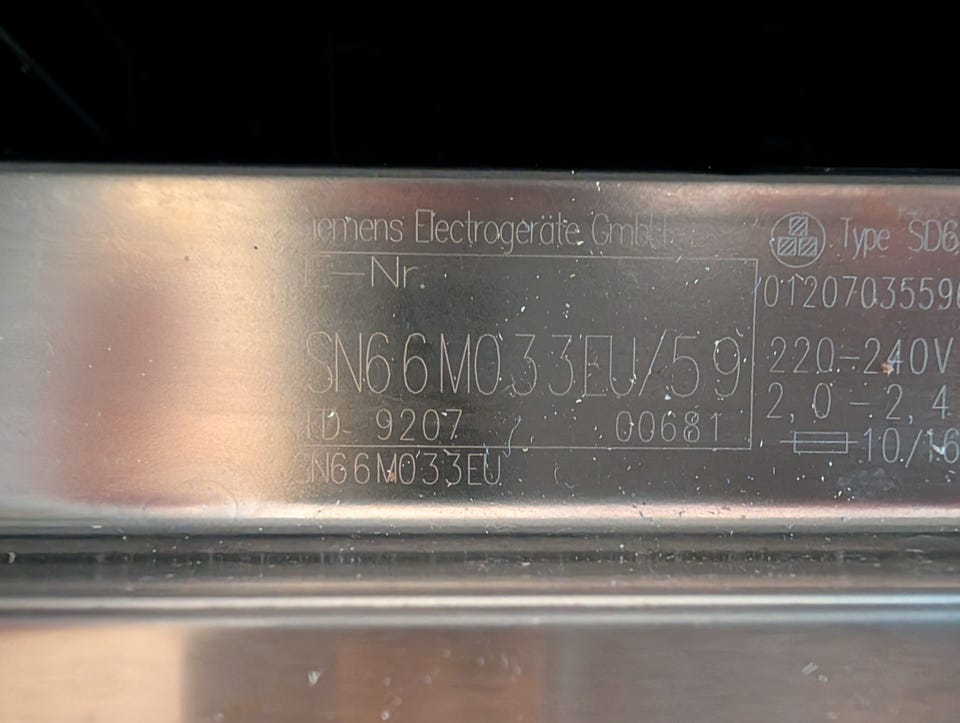 Siemens Electrogeräte GmbH
E-Nr.
SN66M033EU/59
FD 9207 00681
SN66M033EU
Type SD6
01207035590
220-240V
2,0-2,4
10/16